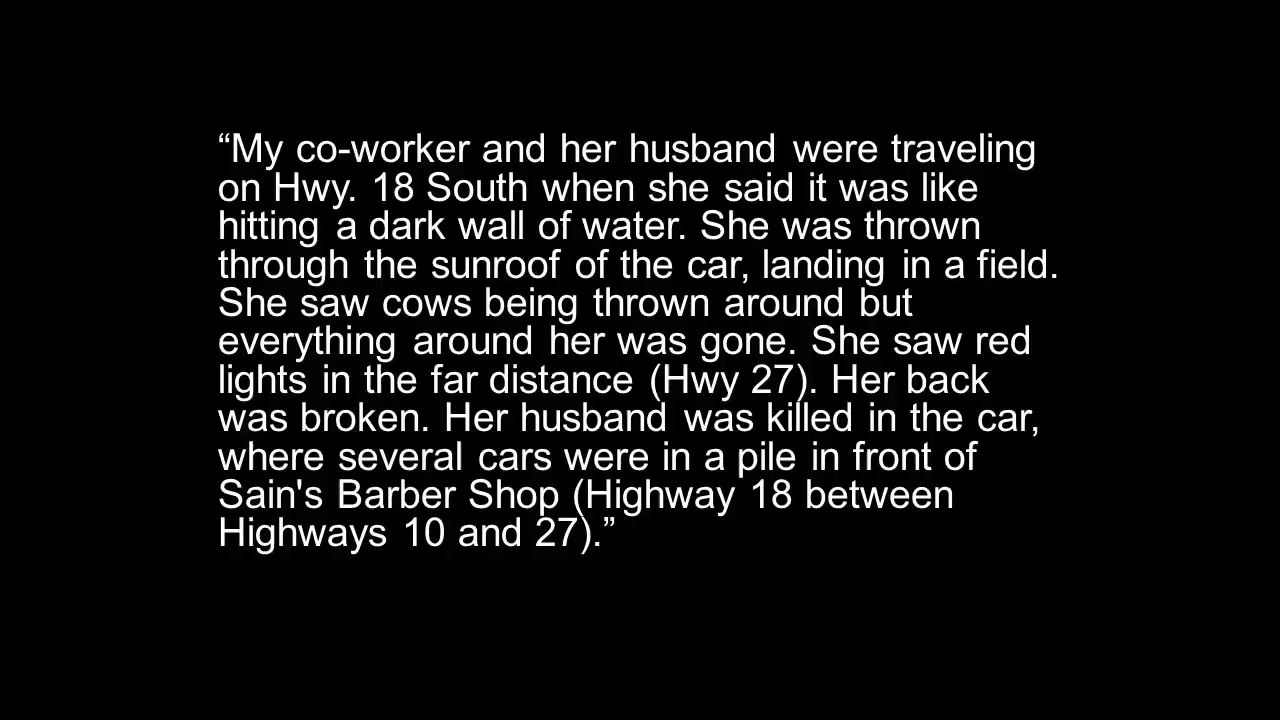 “My co-worker and her husband were traveling
on Hwy. 18 South when she said it was like
hitting a dark wall of water. She was thrown
through the sunroof of the car, landing in a field.
She saw cows being thrown around but
everything around her was gone. She saw red
lights in the far distance (Hwy 27). Her back
was broken. Her husband was killed in the car,
where several cars were in a pile in front of
Sain's Barber Shop (Highway 18 between
Highways 10 and 27).”